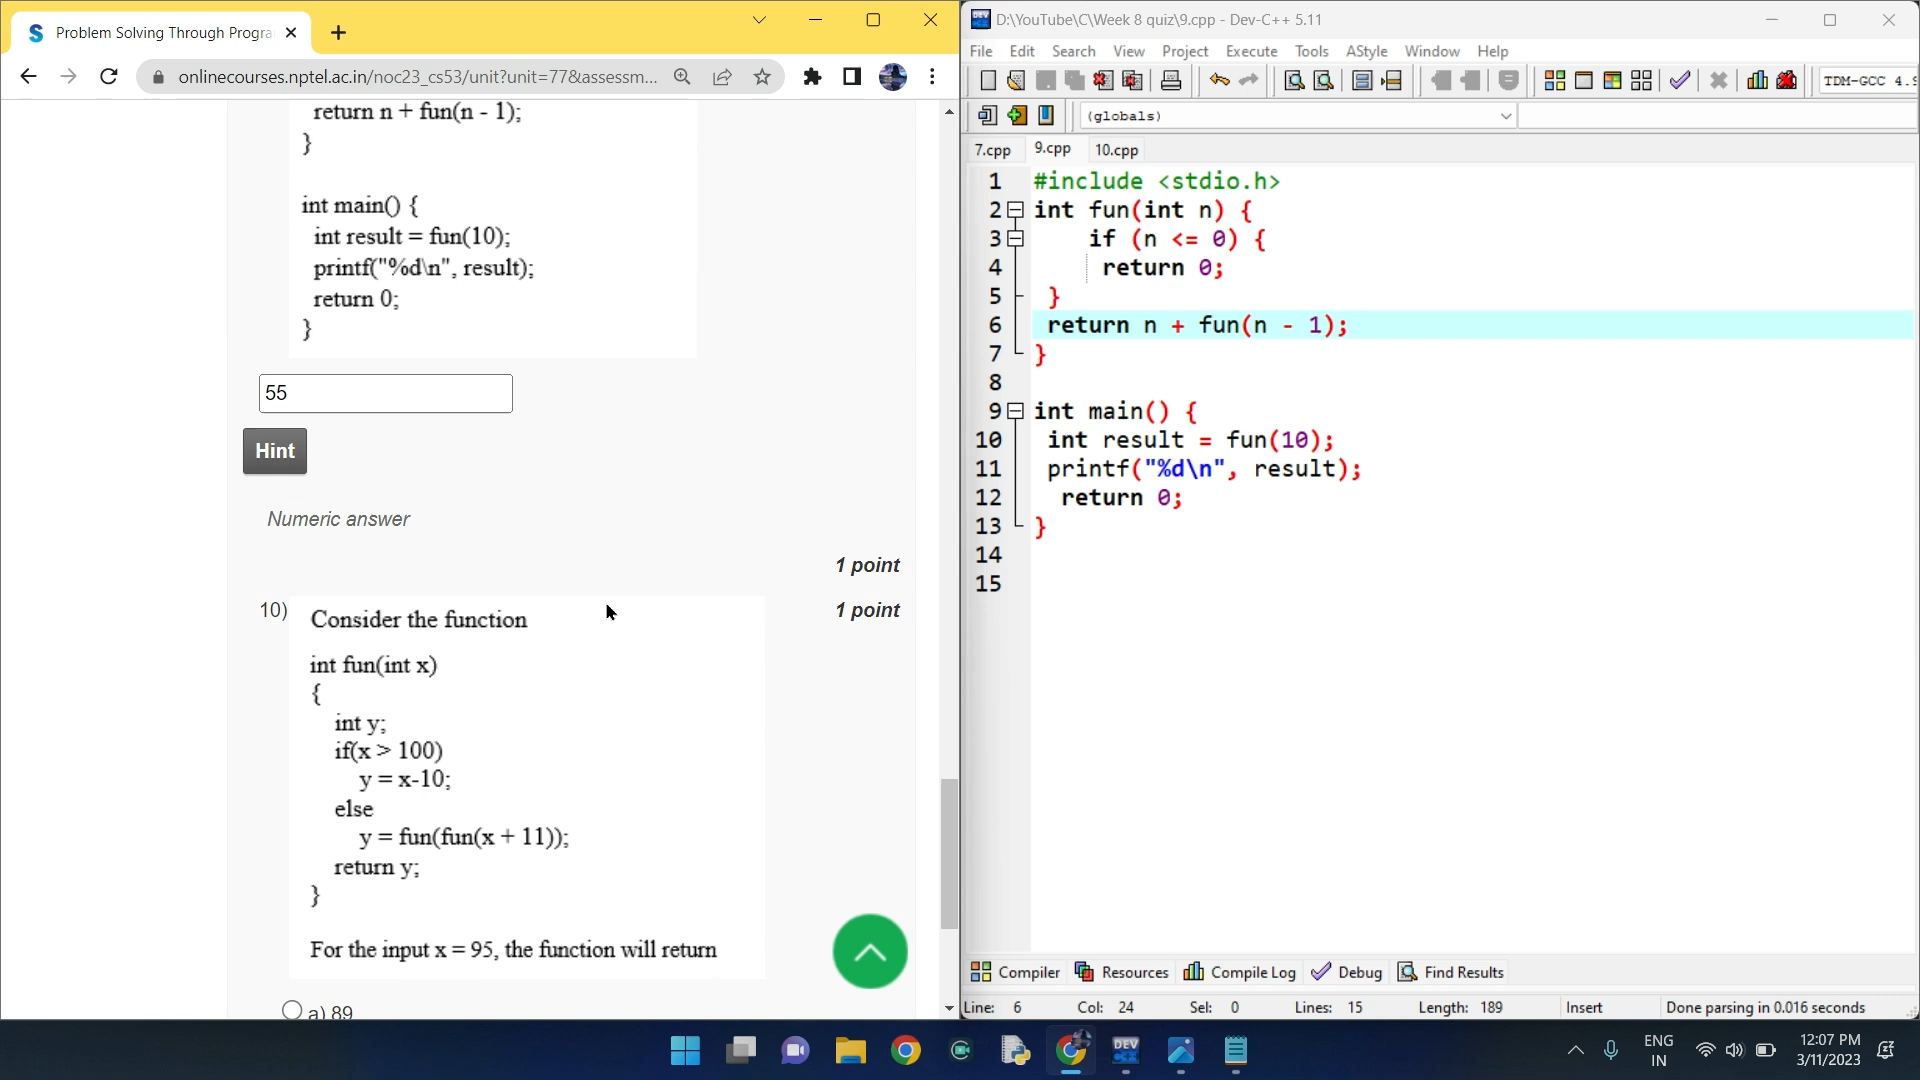 Problem Solving Through Progra
onlinecourses.nptel.ac.in/noc23_cs53/unit?unit=77&assessm...
return n + fun(n - 1);
}
int main() {
int result = fun(10);
printf("%d\n", result);
return 0;
}
55
Hint
Numeric answer
1 point
10)
1 point
Consider the function
int fun(int x)
{
int y;
if(x > 100)
y = x-10;
else
y = fun(fun(x + 11));
return y;
}
For the input x = 95, the function will return
a) 89
D:\YouTube\C\Week 8 quiz\9.cpp - Dev-C++ 5.11
File Edit Search View Project Execute Tools AStyle Window Help
TDM-GCC 4.9
(globals)
7.cpp 9.cpp 10.cpp
1 #include <stdio.h>
2 int fun(int n) {
3 if (n <= 0) {
4 return 0;
5 }
6 return n + fun(n - 1);
7 }
8
9 int main() {
10 int result = fun(10);
11 printf("%d\n", result);
12 return 0;
13 }
14
15
Compiler Resources Compile Log Debug Find Results
Line: 6 Col: 24 Sel: 0 Lines: 15 Length: 189 Insert Done parsing in 0.016 seconds
DEV
ENG
IN
12:07 PM
3/11/2023